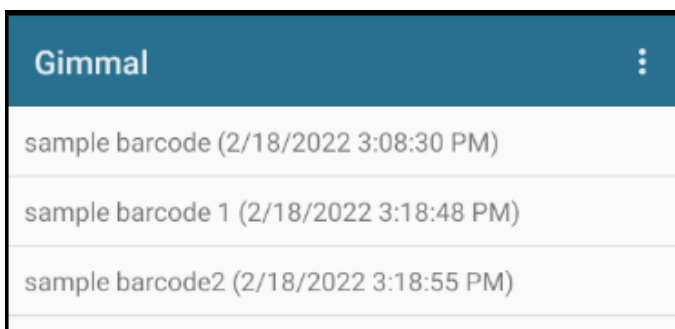 Gimmal
sample barcode (2/18/2022 3:08:30 PM)
sample barcode 1 (2/18/2022 3:18:48 PM)
sample barcode2 (2/18/2022 3:18:55 PM)